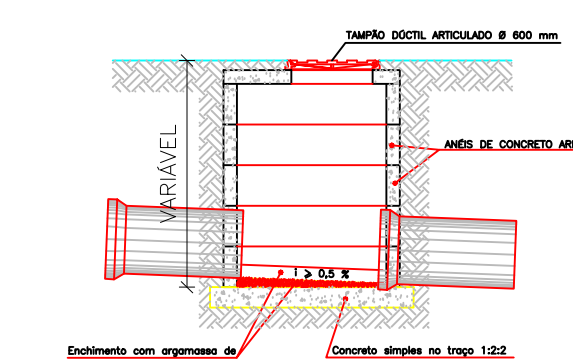 TAMPÃO DÚCTIL ARTICULADO Ø 600 mm
ANÉIS DE CONCRETO
VARIÁVEL
i ≥ 0,5 %
Enchimento com argamassa de
Concreto simples no traço 1:2:2